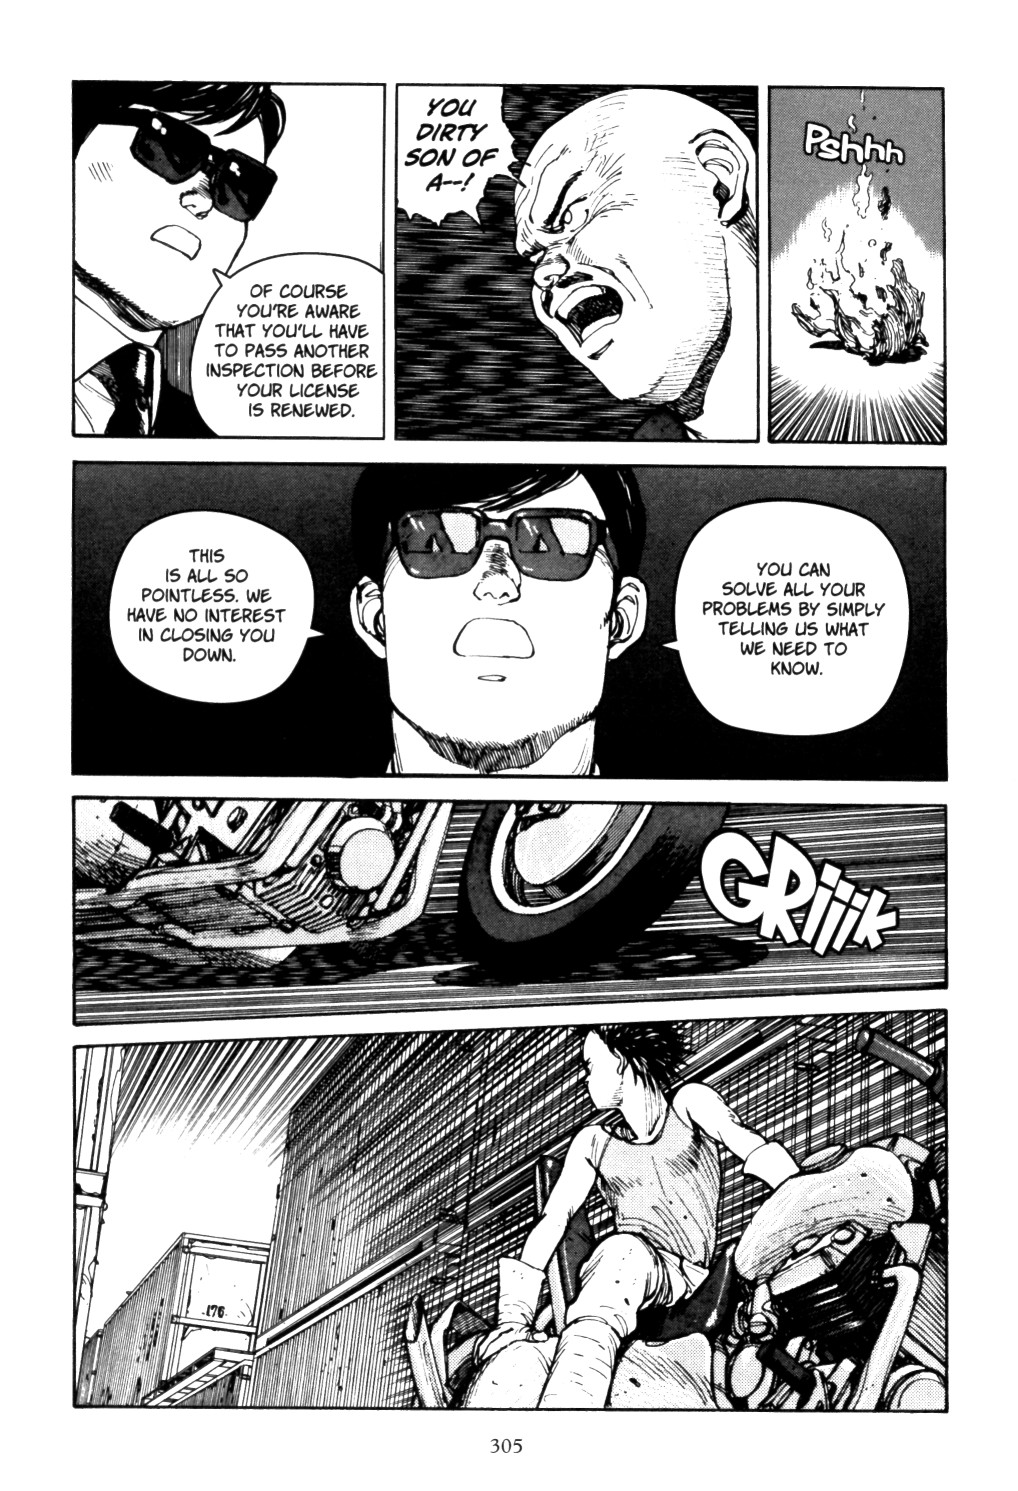 OF COURSE
YOU'RE AWARE
THAT YOU'LL HAVE
TO PASS ANOTHER
INSPECTION BEFORE
YOUR LICENSE
IS RENEWED.
YOU
DIRTY
SON OF
A--!
Pshhh
THIS
IS ALL SO
POINTLESS. WE
HAVE NO INTEREST
IN CLOSING YOU
DOWN.
YOU CAN
SOLVE ALL YOUR
PROBLEMS BY SIMPLY
TELLING US WHAT
WE NEED TO
KNOW.
GRiiik
176
305